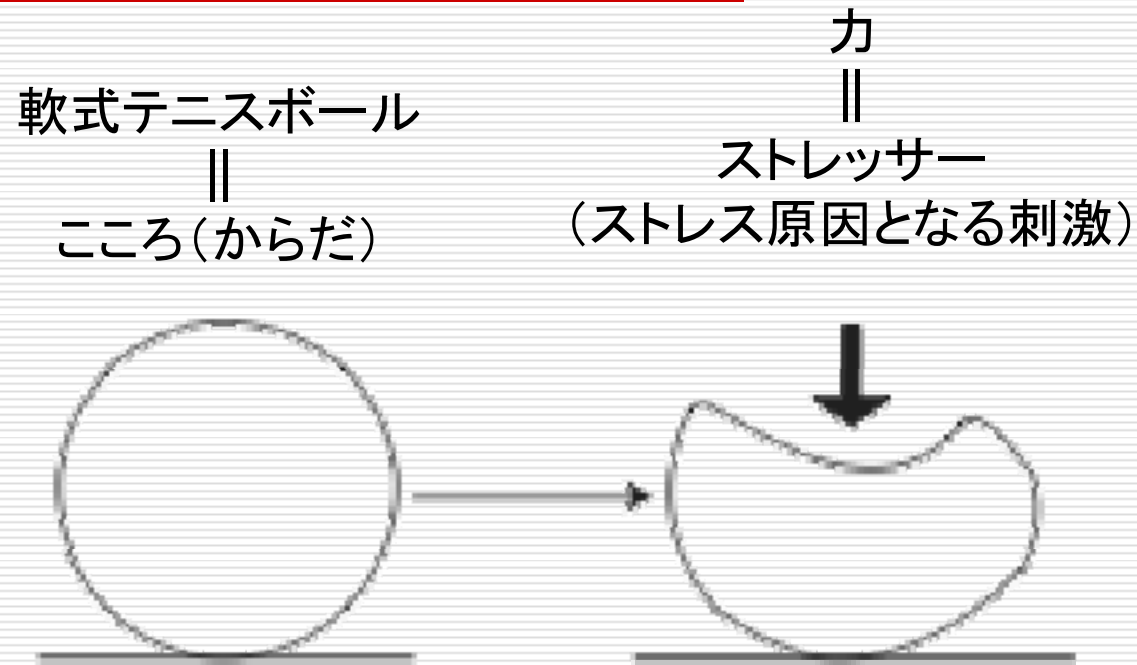 軟式テニスボール
||
こころ（からだ）
力
||
ストレッサー
（ストレス原因となる刺激）